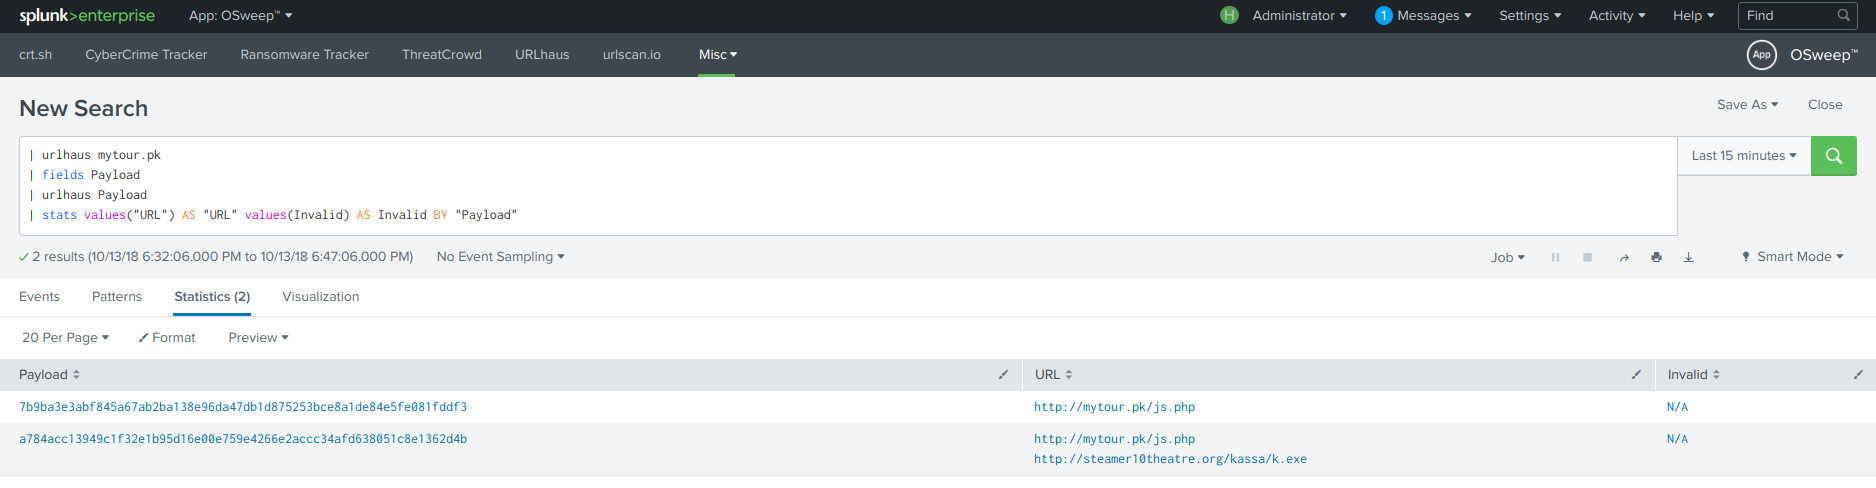 splunk>enterprise App: OSweep™ H Administrator 1 Messages Settings Activity Help Find
crt.sh CyberCrime Tracker Ransomware Tracker ThreatCrowd URLhaus urlscan.io Misc App OSweep™
New Search Save As Close
| urlhaus mytour.pk
| fields Payload
| urlhaus Payload
| stats values("URL") AS "URL" values(Invalid) AS Invalid BY "Payload"
Last 15 minutes
2 results (10/13/18 6:32:06.000 PM to 10/13/18 6:47:06.000 PM) No Event Sampling Job Smart Mode
Events Patterns Statistics (2) Visualization
20 Per Page Format Preview
Payload URL Invalid
7b9ba3e3abf845a67ab2ba138e96da47db1d875253bce8a1de84e5fe081fddf3 http://mytour.pk/js.php N/A
a784acc13949c1f32e1b95d16e00e759e4266e2accc34afd638051c8e1362d4b http://mytour.pk/js.php N/A
http://steamer10theatre.org/kassa/k.exe